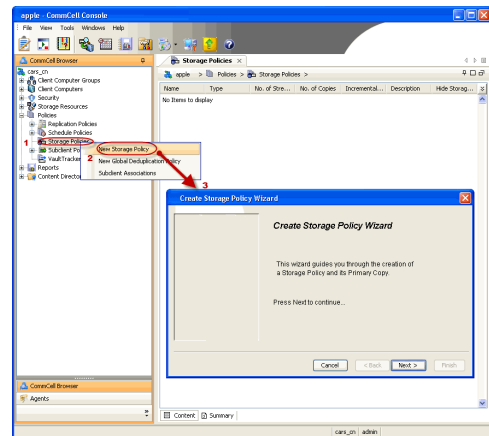 apple - CommCell Console
File View Tools Windows Help
CommCell Browser
Storage Policies
cars_cn
apple > Policies > Storage Policies >
Client Computer Groups
Client Computers
Security
Storage Resources
Policies
Replication Policies
Schedule Policies
Storage Policies
Subclient Po
VaultTracker
Reports
Content Director
Name Type No. of Stre... No. of Copies Incremental... Description Hide Storag...
No Items to display
1
2
3
New Storage Policy
New Global Deduplication Policy
Subclient Associations
Create Storage Policy Wizard
Create Storage Policy Wizard
This wizard guides you through the creation of
a Storage Policy and its Primary Copy.
Press Next to continue...
Cancel < Back Next > Finish
CommCell Browser
Agents
Content Summary
cars_cn admin